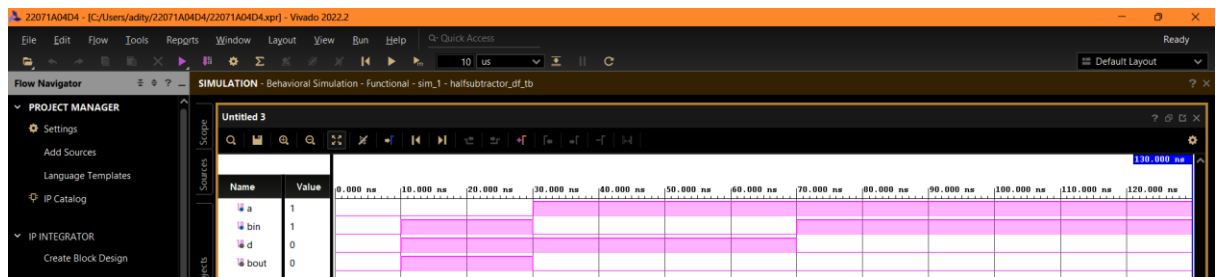 22071A04D4 - [C:/Users/adity/22071A04D4/22071A04D4.xpr] - Vivado 2022.2
File Edit Flow Tools Reports Window Layout View Run Help Q- Quick Access Ready
10 us Default Layout
Flow Navigator ? SIMULATION - Behavioral Simulation - Functional - sim_1 - halfsubtractor_df_tb ?
PROJECT MANAGER
Settings
Add Sources
Language Templates
IP Catalog
IP INTEGRATOR
Create Block Design
Scope
Sources
Untitled 3 ?
130.000 ns
Name Value 0.000 ns 10.000 ns 20.000 ns 30.000 ns 40.000 ns 50.000 ns 60.000 ns 70.000 ns 80.000 ns 90.000 ns 100.000 ns 110.000 ns 120.000 ns
a 1
bin 1
d 0
bout 0